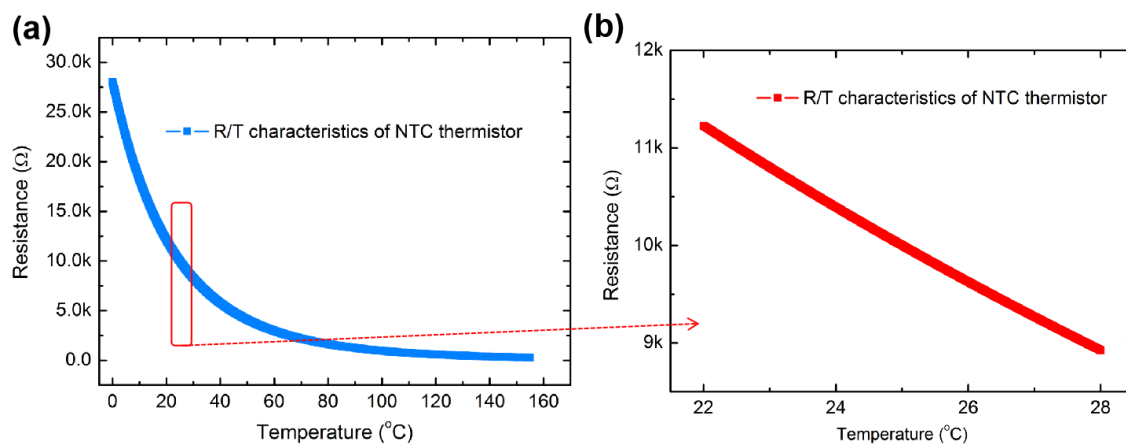 (a)
30.0k
25.0k
20.0k
15.0k
10.0k
5.0k
0.0
Resistance (Ω)
R/T characteristics of NTC thermistor
0 20 40 60 80 100 120 140 160
Temperature (°C)
(b)
12k
11k
10k
9k
Resistance (Ω)
R/T characteristics of NTC thermistor
22 24 26 28
Temperature (°C)